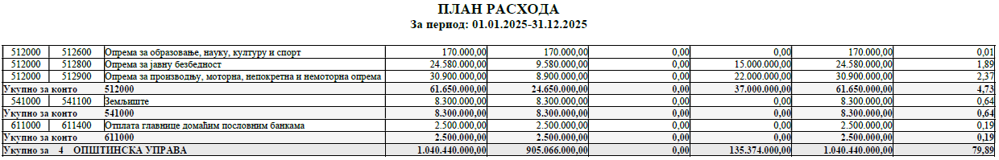 ПЛАН РАСХОДА
За период: 01.01.2025-31.12.2025
512000 512600 Опрема за образовање, науку, културу и спорт 170.000,00 170.000,00 0,00 0,00 170.000,00 0,01
512000 512800 Опрема за јавну безбедност 24.580.000,00 9.580.000,00 0,00 15.000.000,00 24.580.000,00 1,89
512000 512900 Опрема за производњу, моторна, непокретна и немоторна опрема 30.900.000,00 8.900.000,00 0,00 22.000.000,00 30.900.000,00 2,37
Укупно за конто 512000 61.650.000,00 24.650.000,00 0,00 37.000.000,00 61.650.000,00 4,73
541000 541100 Земљиште 8.300.000,00 8.300.000,00 0,00 0,00 8.300.000,00 0,64
Укупно за конто 541000 8.300.000,00 8.300.000,00 0,00 0,00 8.300.000,00 0,64
611000 611400 Отплата главнице домаћим пословним банкама 2.500.000,00 2.500.000,00 0,00 0,00 2.500.000,00 0,19
Укупно за конто 611000 2.500.000,00 2.500.000,00 0,00 0,00 2.500.000,00 0,19
Укупно за 4 ОПШТИНСКА УПРАВА 1.040.440.000,00 905.066.000,00 0,00 135.374.000,00 1.040.440.000,00 79,89